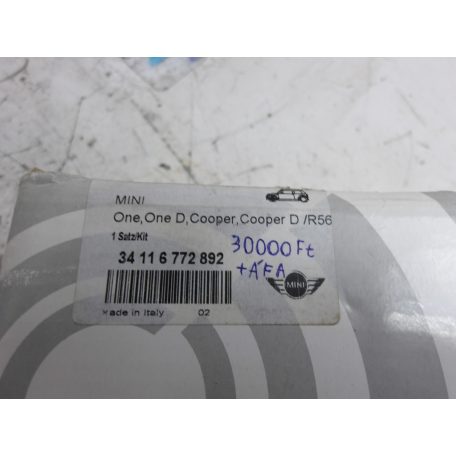 MINI
One,One D,Cooper,Cooper D /R56
1 Satz/Kit
34 11 6 772 892
30000 Ft
+ ÁFA
MINI
Made in Italy 02